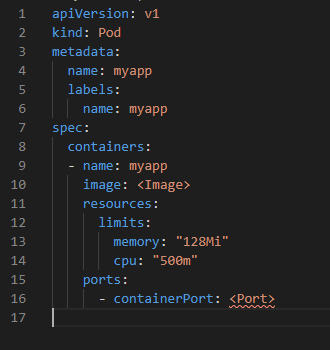 1 apiVersion: v1
2 kind: Pod
3 metadata:
4   name: myapp
5   labels:
6     name: myapp
7 spec:
8   containers:
9   - name: myapp
10     image: <Image>
11     resources:
12       limits:
13         memory: "128Mi"
14         cpu: "500m"
15     ports:
16       - containerPort: <Port>
17